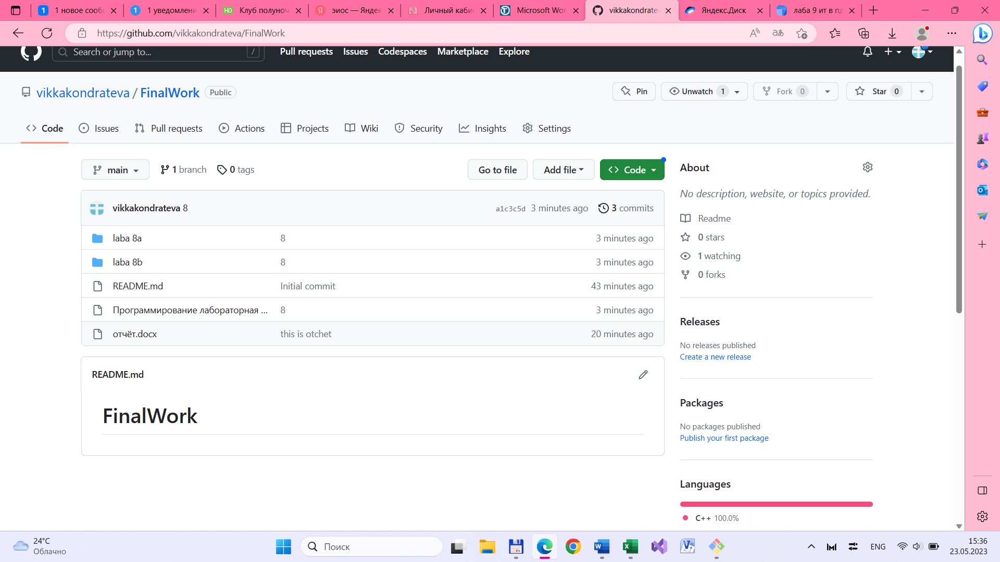 1 новое сообщ
1 уведомлени
HD Клуб полуноч
Я эиос — Яндек
Личный кабин
Microsoft Wor
vikkakondratev
Яндекс.Диск
лаба 9 ит в пд
https://github.com/vikkakondrateva/FinalWork
Search or jump to... /
Pull requests Issues Codespaces Marketplace Explore
vikkakondrateva / FinalWork Public
Pin
Unwatch 1
Fork 0
Star 0
Code Issues Pull requests Actions Projects Wiki Security Insights Settings
main 1 branch 0 tags
Go to file Add file Code
vikkakondrateva 8 a1c3c5d 3 minutes ago 3 commits
laba 8a 8 3 minutes ago
laba 8b 8 3 minutes ago
README.md Initial commit 43 minutes ago
Программирование лабораторная ... 8 3 minutes ago
отчёт.docx this is otchet 20 minutes ago
README.md
FinalWork
About
No description, website, or topics provided.
Readme
0 stars
1 watching
0 forks
Releases
No releases published
Create a new release
Packages
No packages published
Publish your first package
Languages
C++ 100.0%
24°C
Облачно
Поиск
ENG
15:36
23.05.2023